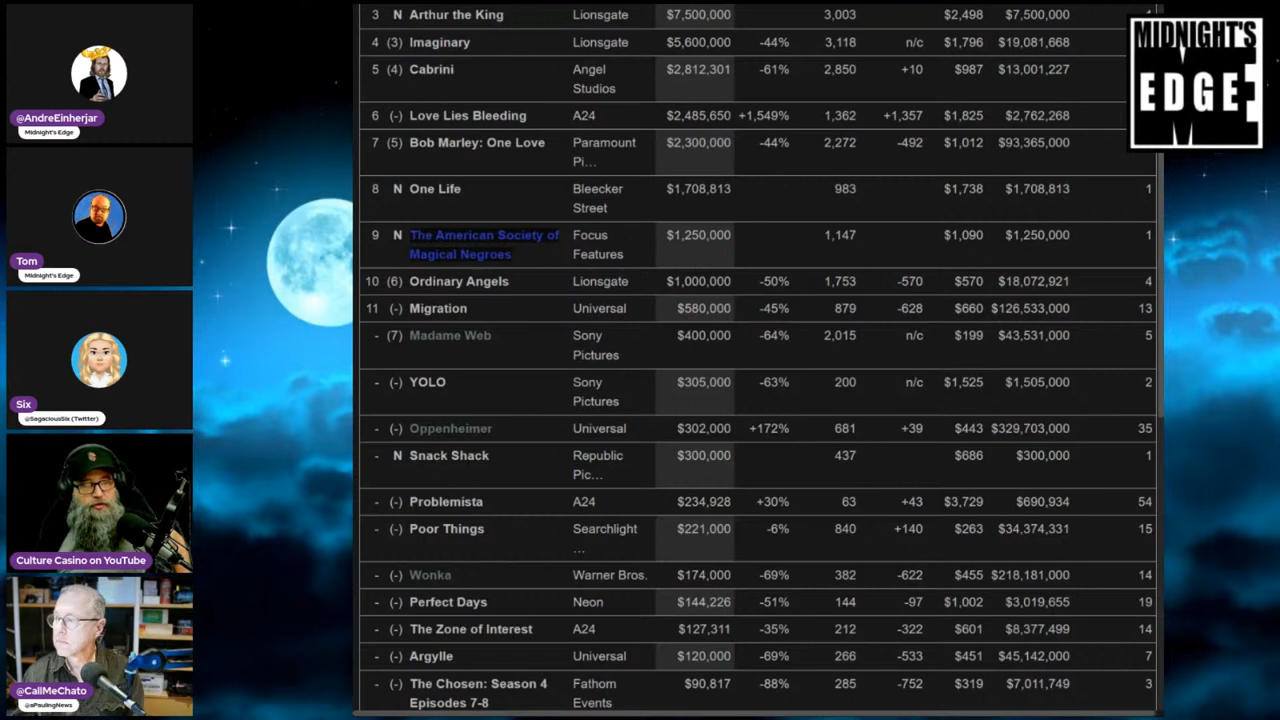 @AndreEinherjar
Midnight's Edge
Tom
Midnight's Edge
Six
@SagaciousSix (Twitter)
Culture Casino on YouTube
@CallMeChato
@aPaulingNews
3 N Arthur the King Lionsgate $7,500,000 3,003 $2,498 $7,500,000
4 (3) Imaginary Lionsgate $5,600,000 -44% 3,118 n/c $1,796 $19,081,668
5 (4) Cabrini Angel $2,812,301 -61% 2,850 +10 $987 $13,001,227
Studios
6 (-) Love Lies Bleeding A24 $2,485,650 +1,549% 1,362 +1,357 $1,825 $2,762,268
7 (5) Bob Marley: One Love Paramount $2,300,000 -44% 2,272 -492 $1,012 $93,365,000
Pi…
8 N One Life Bleecker $1,708,813 983 $1,738 $1,708,813 1
Street
9 N The American Society of Focus $1,250,000 1,147 $1,090 $1,250,000 1
Magical Negroes Features
10 (6) Ordinary Angels Lionsgate $1,000,000 -50% 1,753 -570 $570 $18,072,921 4
11 (-) Migration Universal $580,000 -45% 879 -628 $660 $126,533,000 13
- (7) Madame Web Sony $400,000 -64% 2,015 n/c $199 $43,531,000 5
Pictures
- (-) YOLO Sony $305,000 -63% 200 n/c $1,525 $1,505,000 2
Pictures
- (-) Oppenheimer Universal $302,000 +172% 681 +39 $443 $329,703,000 35
- N Snack Shack Republic $300,000 437 $686 $300,000 1
Pic…
- (-) Problemista A24 $234,928 +30% 63 +43 $3,729 $690,934 54
- (-) Poor Things Searchlight $221,000 -6% 840 +140 $263 $34,374,331 15
…
- (-) Wonka Warner Bros. $174,000 -69% 382 -622 $455 $218,181,000 14
- (-) Perfect Days Neon $144,226 -51% 144 -97 $1,002 $3,019,655 19
- (-) The Zone of Interest A24 $127,311 -35% 212 -322 $601 $8,377,499 14
- (-) Argylle Universal $120,000 -69% 266 -533 $451 $45,142,000 7
- (-) The Chosen: Season 4 Fathom $90,817 -88% 285 -752 $319 $7,011,749 3
Episodes 7-8 Events
MIDNIGHT'S
EDGE